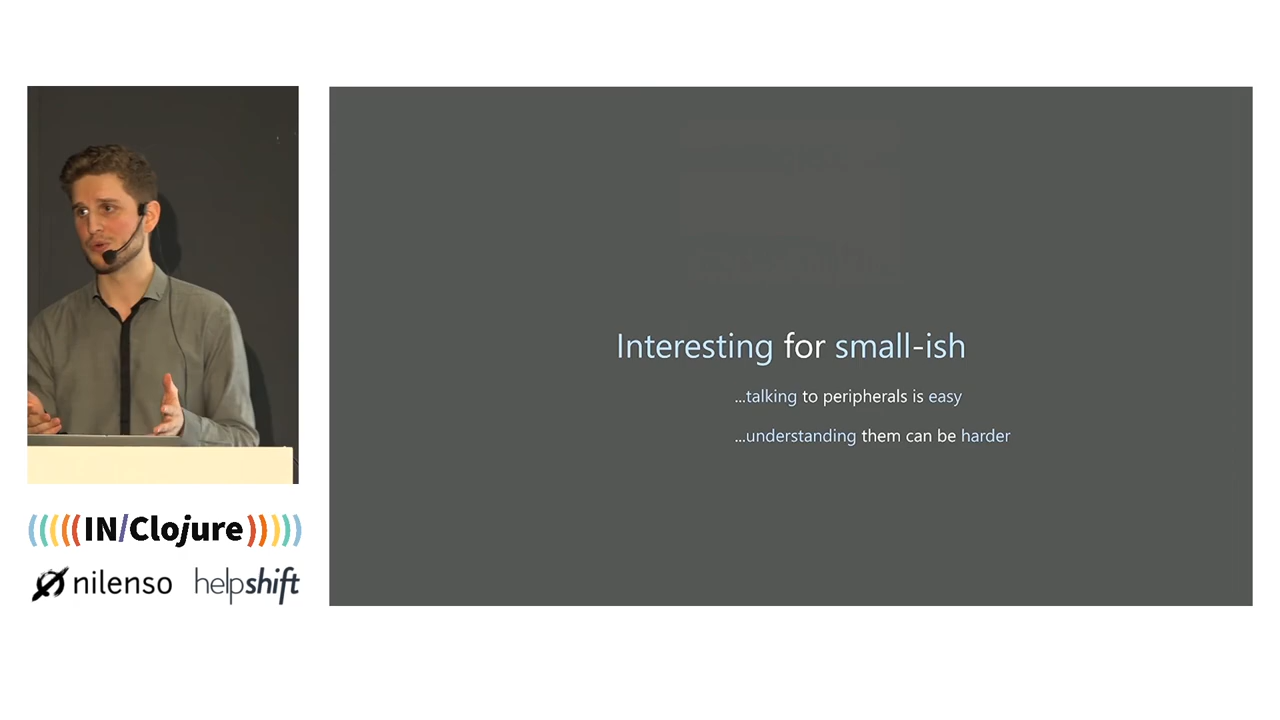 Interesting for small-ish
...talking to peripherals is easy
...understanding them can be harder
(((((IN/Clojure)))))
nilenso helpshift